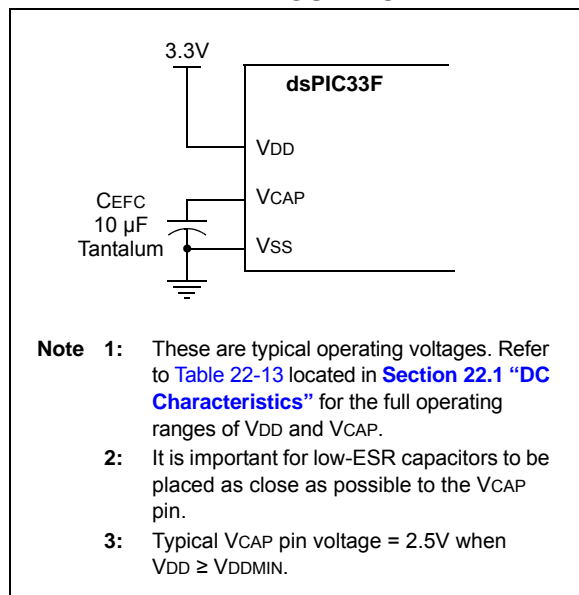 3.3V
dsPIC33F
VDD
VCAP
CEFC
10 µF
Tantalum
VSS
Note 1: These are typical operating voltages. Refer
to Table 22-13 located in Section 22.1 “DC
Characteristics” for the full operating
ranges of VDD and VCAP.
2: It is important for low-ESR capacitors to be
placed as close as possible to the VCAP
pin.
3: Typical VCAP pin voltage = 2.5V when
VDD ≥ VDDMIN.